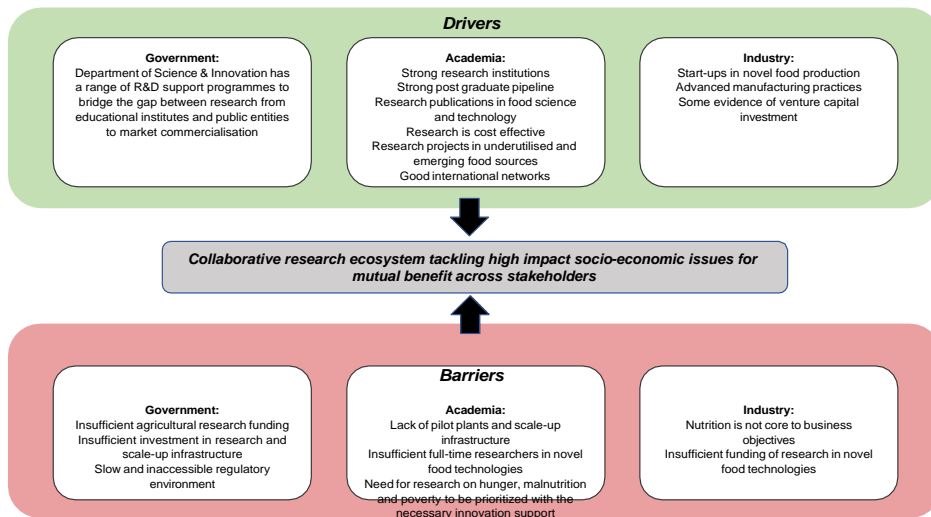 Drivers
Government:
Department of Science & Innovation has
a range of R&D support programmes to
bridge the gap between research from
educational institutes and public entities
to market commercialisation
Academia:
Strong research institutions
Strong post graduate pipeline
Research publications in food science
and technology
Research is cost effective
Research projects in underutilised and
emerging food sources
Good international networks
Industry:
Start-ups in novel food production
Advanced manufacturing practices
Some evidence of venture capital
investment
Collaborative research ecosystem tackling high impact socio-economic issues for
mutual benefit across stakeholders
Barriers
Government:
Insufficient agricultural research funding
Insufficient investment in research and
scale-up infrastructure
Slow and inaccessible regulatory
environment
Academia:
Lack of pilot plants and scale-up
infrastructure
Insufficient full-time researchers in novel
food technologies
Need for research on hunger, malnutrition
and poverty to be prioritized with the
necessary innovation support
Industry:
Nutrition is not core to business
objectives
Insufficient funding of research in novel
food technologies